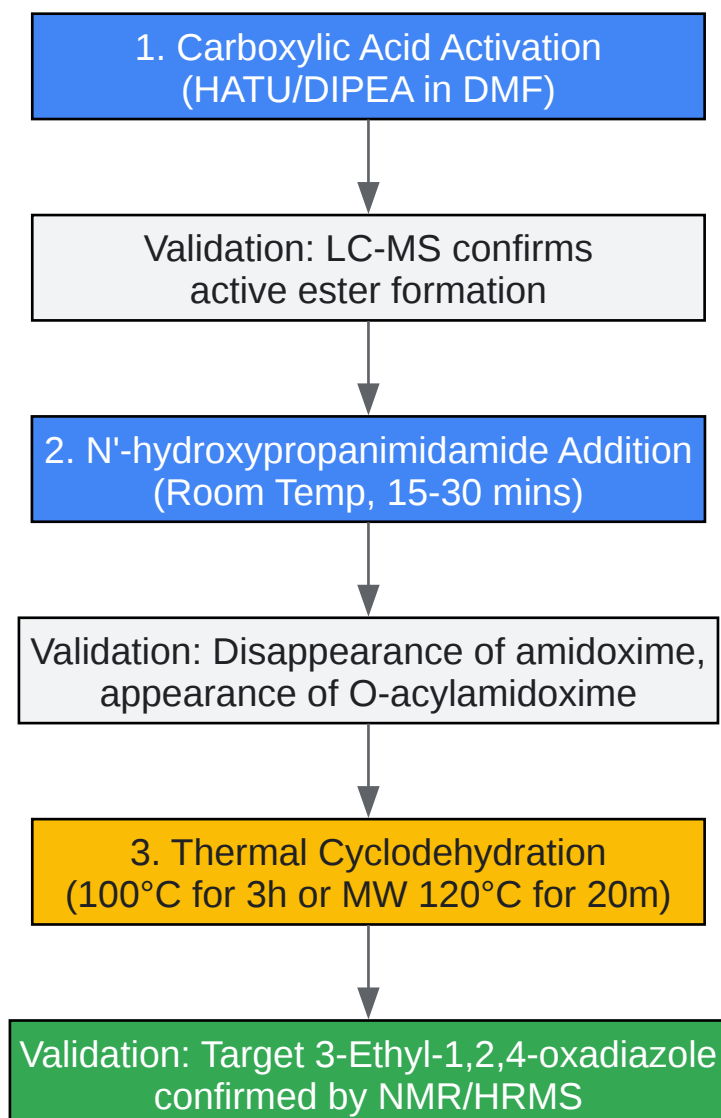 1. Carboxylic Acid Activation
(HATU/DIPEA in DMF)
Validation: LC-MS confirms
active ester formation
2. N'-hydroxypropanimidamide Addition
(Room Temp, 15-30 mins)
Validation: Disappearance of amidoxime,
appearance of O-acylamidoxime
3. Thermal Cyclodehydration
(100°C for 3h or MW 120°C for 20m)
Validation: Target 3-Ethyl-1,2,4-oxadiazole
confirmed by NMR/HRMS